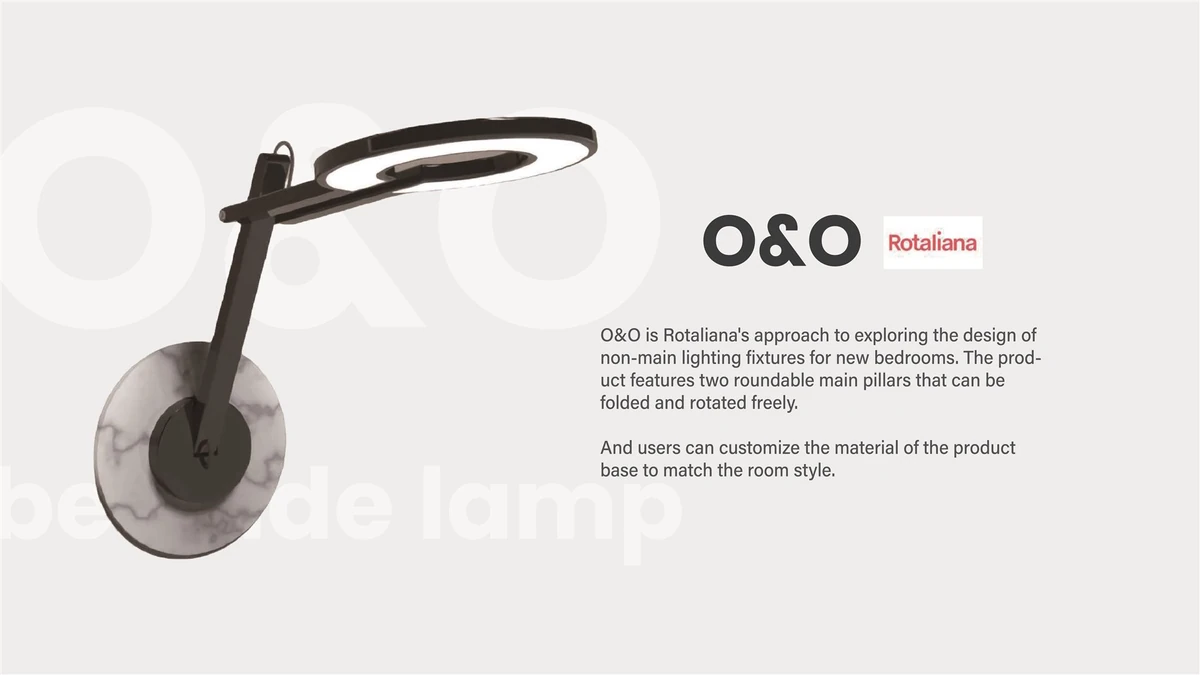 O&O
bedside lamp
O&O
Rotaliana
O&O is Rotaliana's approach to exploring the design of
non-main lighting fixtures for new bedrooms. The prod-
uct features two roundable main pillars that can be
folded and rotated freely.
And users can customize the material of the product
base to match the room style.